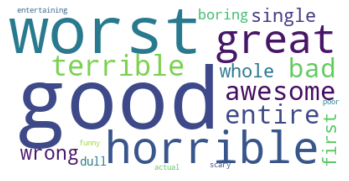 entertaining
boring single
worst great
terrible whole bad
awesome
good entire
first poor
wrong horrible
funny
dull actual scary